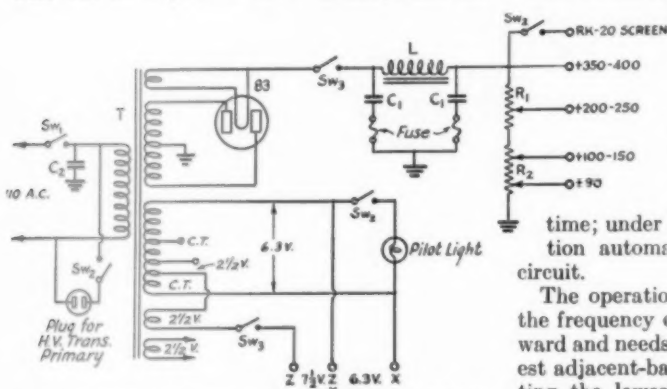 Sw2
RK-20 SCREEN
L
+350-400
83
Sw3
C1
C1
R1
T
+200-250
Sw1
Fuse
+100-150
C2
R2
+90
110 A.C.
Sw2
6.3V.
C.T.
Pilot Light
2½V.
Sw2
C.T.
Plug for
H.V. Trans.
Primary
2½V.
Sw3
2½V.
Z
7½V.
Z
6.3V.
X
time; under
tion automa
circuit.
The operation
the frequency
ward and needs
est adjacent-ba
ting the lowe